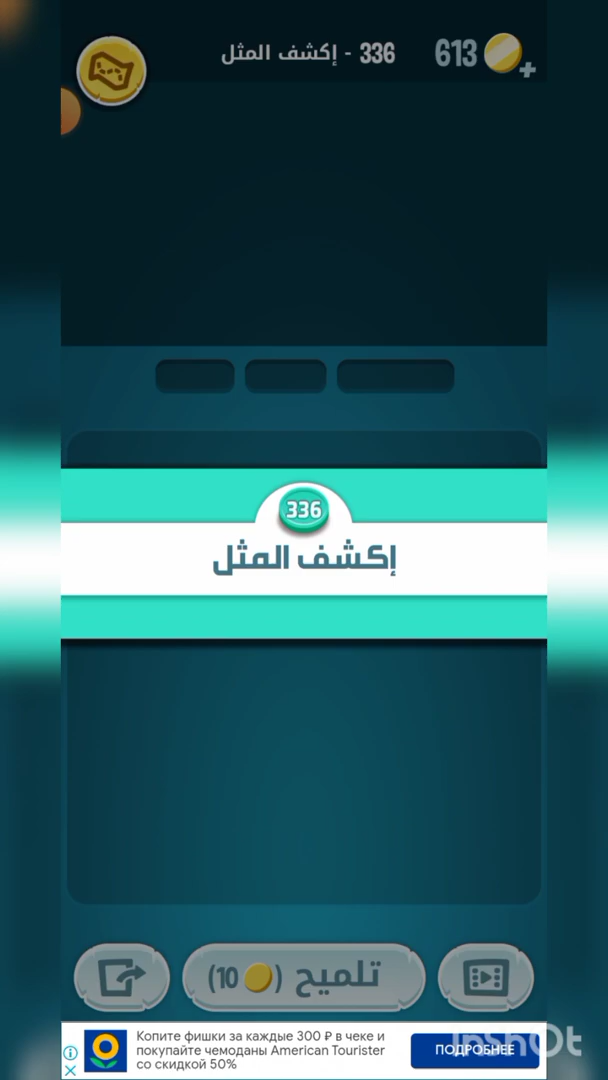 336 - إكشف المثل
613
336
إكشف المثل
تلميح (10)
Копите фишки за каждые 300 ₽ в чеке и
покупайте чемоданы American Tourister
со скидкой 50%
ПОДРОБНЕЕ
InShOt